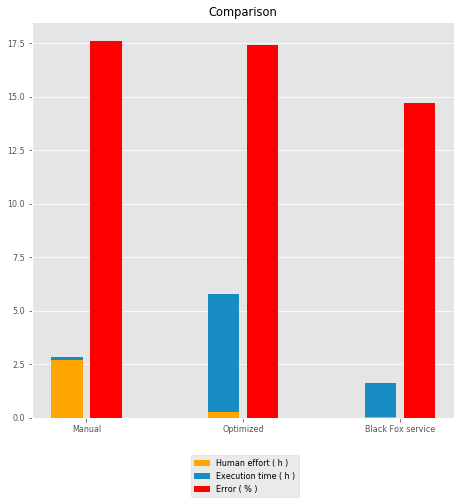 Comparison
17.5
15.0
12.5
10.0
7.5
5.0
2.5
0.0
Manual Optimized Black Fox service
Human effort ( h )
Execution time ( h )
Error ( % )